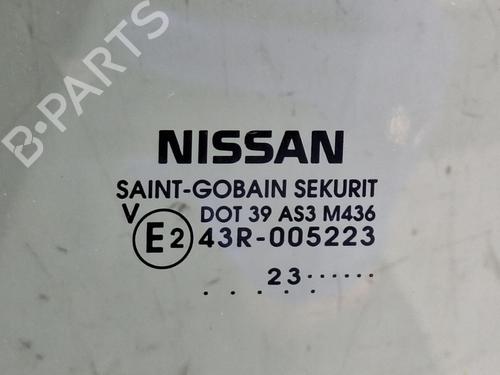 B-PARTS
NISSAN
SAINT-GOBAIN SEKURIT
V DOT 39 AS3 M436
E2 43R-005223
23·······
. . . . .